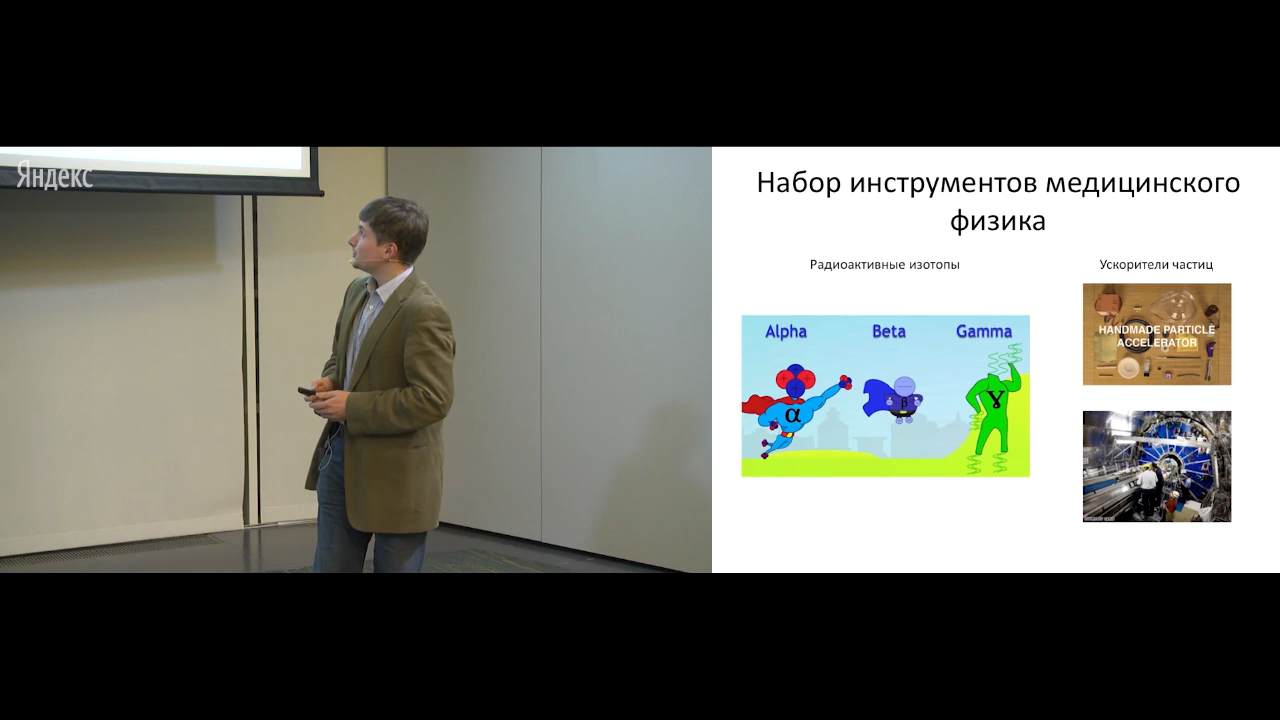 Яндекс
Набор инструментов медицинского
физика
Радиоактивные изотопы
Ускорители частиц
Alpha
Beta
Gamma
α
β
γ
HANDMADE PARTICLE
ACCELERATOR